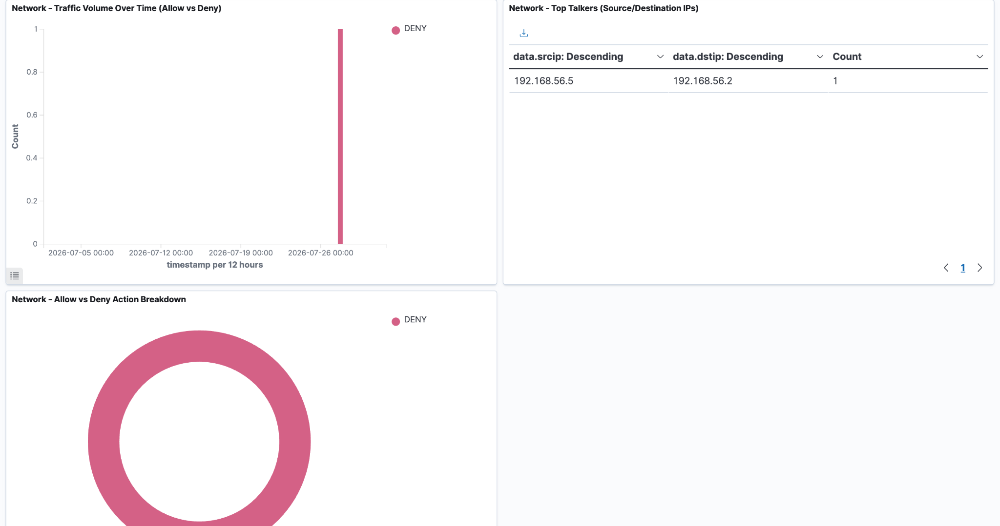 Network - Traffic Volume Over Time (Allow vs Deny)
DENY
1
0.8
0.6
0.4
0.2
0
Count
2026-07-05 00:00
2026-07-12 00:00
2026-07-19 00:00
2026-07-26 00:00
timestamp per 12 hours
Network - Top Talkers (Source/Destination IPs)
data.srcip: Descending
data.dstip: Descending
Count
192.168.56.5
192.168.56.2
1
1
Network - Allow vs Deny Action Breakdown
DENY